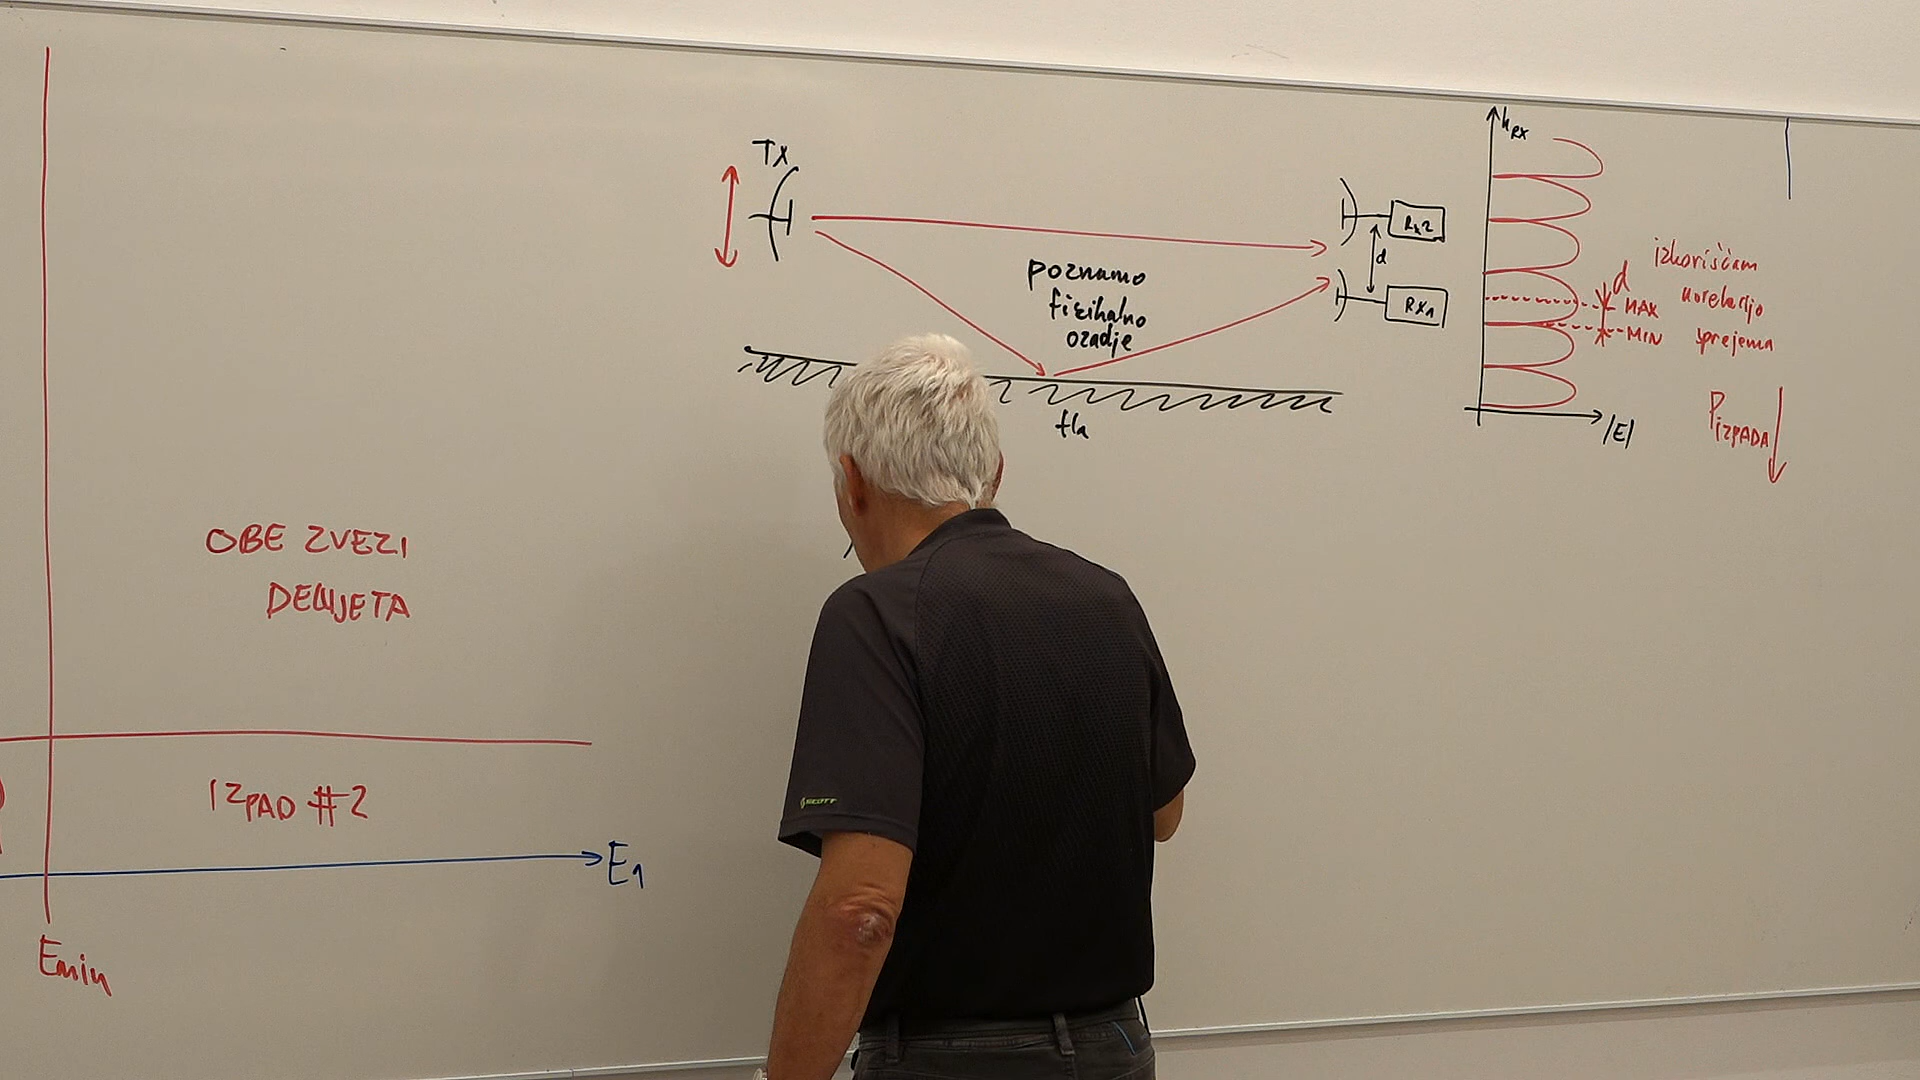 TX
poznamo
fizikalno
ozadje
tla
Rx2
d
RX1
hRX
|E|
d
MAX
MIN
izkoriščam
korelacijo
sprejema
PIZPADA
OBE ZVEZI
DELUJETA
IZPAD #2
E1
Emin
SCOTT